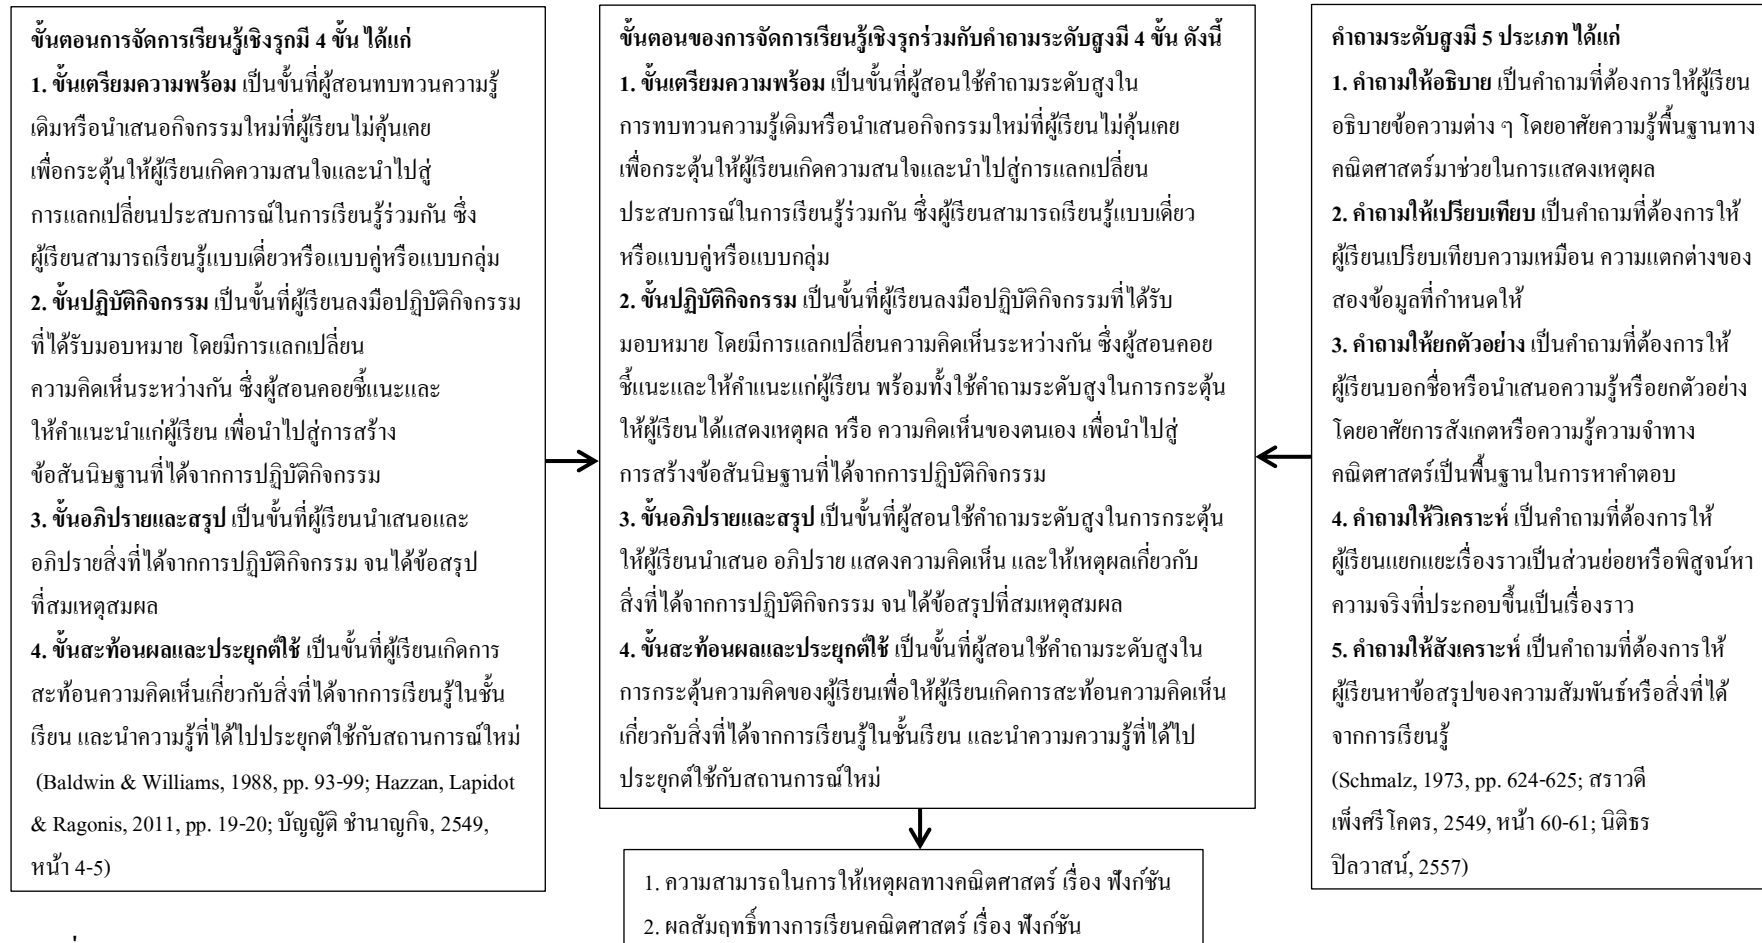 ขั้นตอนการจัดการเรียนรู้เชิงรุกมี 4 ขั้น ได้แก่
1. ขั้นเตรียมความพร้อม เป็นขั้นที่ผู้สอนทบทวนความรู้
เดิมหรือนำเสนอกิจกรรมใหม่ที่ผู้เรียนไม่คุ้นเคย
เพื่อกระตุ้นให้ผู้เรียนเกิดความสนใจและนำไปสู่
การแลกเปลี่ยนประสบการณ์ในการเรียนรู้ร่วมกัน ซึ่ง
ผู้เรียนสามารถเรียนรู้แบบเดี่ยวหรือแบบคู่หรือแบบกลุ่ม
2. ขั้นปฏิบัติกิจกรรม เป็นขั้นที่ผู้เรียนลงมือปฏิบัติกิจกรรม
ที่ได้รับมอบหมาย โดยมีการแลกเปลี่ยน
ความคิดเห็นระหว่างกัน ซึ่งผู้สอนคอยชี้แนะและ
ให้คำแนะนำแก่ผู้เรียน เพื่อนำไปสู่การสร้าง
ข้อสันนิษฐานที่ได้จากการปฏิบัติกิจกรรม
3. ขั้นอภิปรายและสรุป เป็นขั้นที่ผู้เรียนนำเสนอและ
อภิปรายสิ่งที่ได้จากการปฏิบัติกิจกรรม จนได้ข้อสรุป
ที่สมเหตุสมผล
4. ขั้นสะท้อนผลและประยุกต์ใช้ เป็นขั้นที่ผู้เรียนเกิดการ
สะท้อนความคิดเห็นเกี่ยวกับสิ่งที่ได้จากการเรียนรู้ในชั้น
เรียน และนำความรู้ที่ได้ไปประยุกต์ใช้กับสถานการณ์ใหม่
(Baldwin & Williams, 1988, pp. 93-99; Hazzan, Lapidot
& Ragonis, 2011, pp. 19-20; บัญญัติ ชำนาญกิจ, 2549,
หน้า 4-5)
ขั้นตอนของการจัดการเรียนรู้เชิงรุกร่วมกับคำถามระดับสูงมี 4 ขั้น ดังนี้
1. ขั้นเตรียมความพร้อม เป็นขั้นที่ผู้สอนใช้คำถามระดับสูงใน
การทบทวนความรู้เดิมหรือนำเสนอกิจกรรมใหม่ที่ผู้เรียนไม่คุ้นเคย
เพื่อกระตุ้นให้ผู้เรียนเกิดความสนใจและนำไปสู่การแลกเปลี่ยน
ประสบการณ์ในการเรียนรู้ร่วมกัน ซึ่งผู้เรียนสามารถเรียนรู้แบบเดี่ยว
หรือแบบคู่หรือแบบกลุ่ม
2. ขั้นปฏิบัติกิจกรรม เป็นขั้นที่ผู้เรียนลงมือปฏิบัติกิจกรรมที่ได้รับ
มอบหมาย โดยมีการแลกเปลี่ยนความคิดเห็นระหว่างกัน ซึ่งผู้สอนคอย
ชี้แนะและให้คำแนะแก่ผู้เรียน พร้อมทั้งใช้คำถามระดับสูงในการกระตุ้น
ให้ผู้เรียนได้แสดงเหตุผล หรือ ความคิดเห็นของตนเอง เพื่อนำไปสู่
การสร้างข้อสันนิษฐานที่ได้จากการปฏิบัติกิจกรรม
3. ขั้นอภิปรายและสรุป เป็นขั้นที่ผู้สอนใช้คำถามระดับสูงในการกระตุ้น
ให้ผู้เรียนนำเสนอ อภิปราย แสดงความคิดเห็น และให้เหตุผลเกี่ยวกับ
สิ่งที่ได้จากการปฏิบัติกิจกรรม จนได้ข้อสรุปที่สมเหตุสมผล
4. ขั้นสะท้อนผลและประยุกต์ใช้ เป็นขั้นที่ผู้สอนใช้คำถามระดับสูงใน
การกระตุ้นความคิดของผู้เรียนเพื่อให้ผู้เรียนเกิดการสะท้อนความคิดเห็น
เกี่ยวกับสิ่งที่ได้จากการเรียนรู้ในชั้นเรียน และนำความความรู้ที่ได้ไป
ประยุกต์ใช้กับสถานการณ์ใหม่
คำถามระดับสูงมี 5 ประเภท ได้แก่
1. คำถามให้อธิบาย เป็นคำถามที่ต้องการให้ผู้เรียน
อธิบายข้อความต่าง ๆ โดยอาศัยความรู้พื้นฐานทาง
คณิตศาสตร์มาช่วยในการแสดงเหตุผล
2. คำถามให้เปรียบเทียบ เป็นคำถามที่ต้องการให้
ผู้เรียนเปรียบเทียบความเหมือน ความแตกต่างของ
สองข้อมูลที่กำหนดให้
3. คำถามให้ยกตัวอย่าง เป็นคำถามที่ต้องการให้
ผู้เรียนบอกชื่อหรือนำเสนอความรู้หรือยกตัวอย่าง
โดยอาศัยการสังเกตหรือความรู้ความจำทาง
คณิตศาสตร์เป็นพื้นฐานในการหาคำตอบ
4. คำถามให้วิเคราะห์ เป็นคำถามที่ต้องการให้
ผู้เรียนแยกแยะเรื่องราวเป็นส่วนย่อยหรือพิสูจน์หา
ความจริงที่ประกอบขึ้นเป็นเรื่องราว
5. คำถามให้สังเคราะห์ เป็นคำถามที่ต้องการให้
ผู้เรียนหาข้อสรุปของความสัมพันธ์หรือสิ่งที่ได้
จากการเรียนรู้
(Schmalz, 1973, pp. 624-625; สราวดี
เพ็งศรีโคตร, 2549, หน้า 60-61; นิติธร
ปิลวาสน์, 2557)
1. ความสามารถในการให้เหตุผลทางคณิตศาสตร์ เรื่อง ฟังก์ชัน
2. ผลสัมฤทธิ์ทางการเรียนคณิตศาสตร์ เรื่อง ฟังก์ชัน